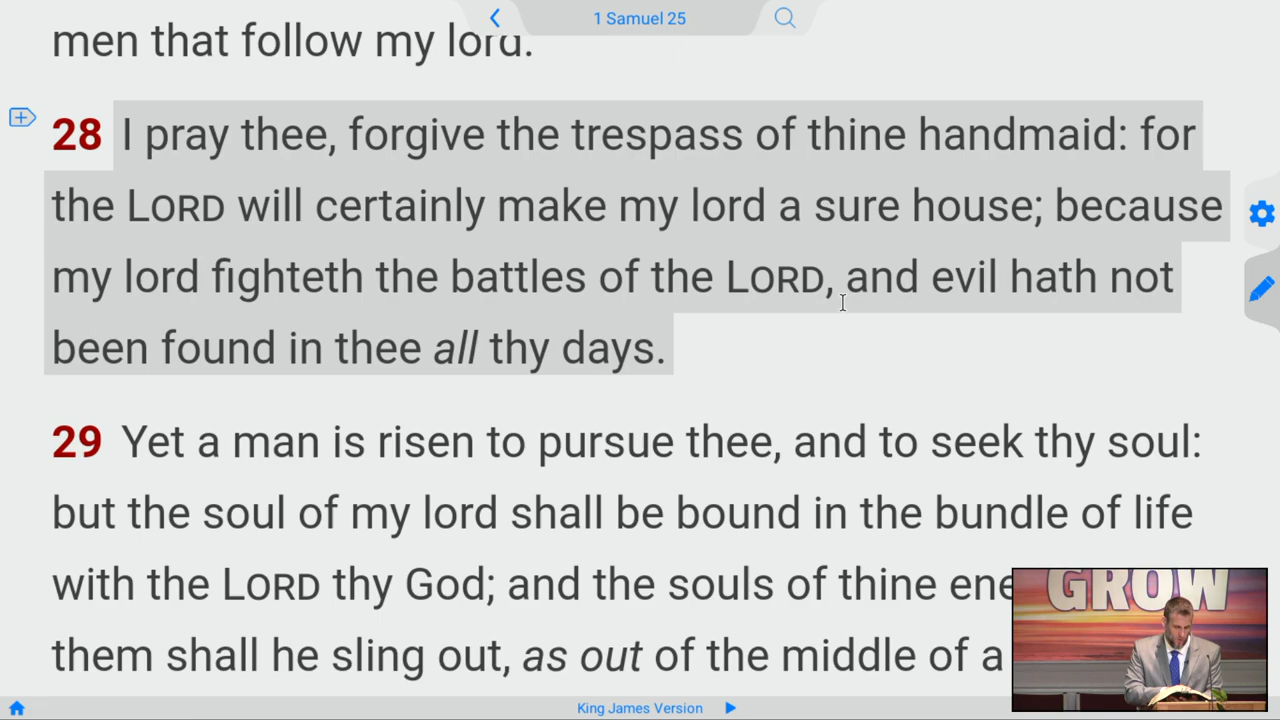 1 Samuel 25
men that follow my lord.
28 I pray thee, forgive the trespass of thine handmaid: for
the LORD will certainly make my lord a sure house; because
my lord fighteth the battles of the LORD, and evil hath not
been found in thee all thy days.
29 Yet a man is risen to pursue thee, and to seek thy soul:
but the soul of my lord shall be bound in the bundle of life
with the LORD thy God; and the souls of thine ene
them shall he sling out, as out of the middle of a
GROW
King James Version